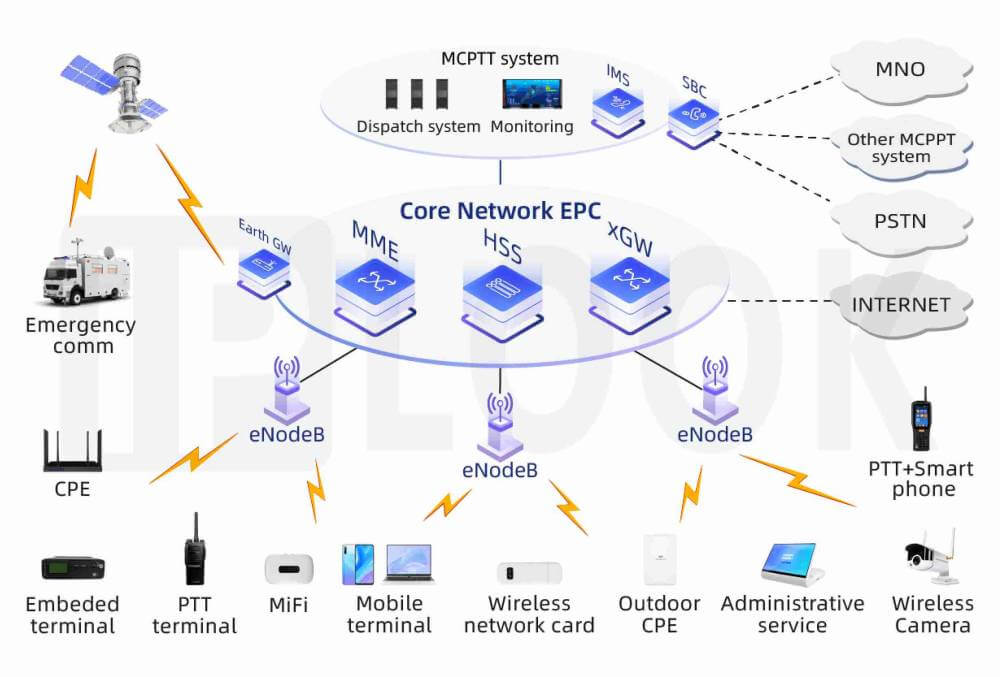 MCPTT system
Dispatch system
Monitoring
IMS
SBC
MNO
Other MCPPT
system
PSTN
INTERNET
Core Network EPC
Earth GW
MME
HSS
xGW
Emergency
comm
eNodeB
eNodeB
eNodeB
CPE
PTT+Smart
phone
Embeded
terminal
PTT
terminal
MiFi
Mobile
terminal
Wireless
network card
Outdoor
CPE
Administrative
service
Wireless
Camera